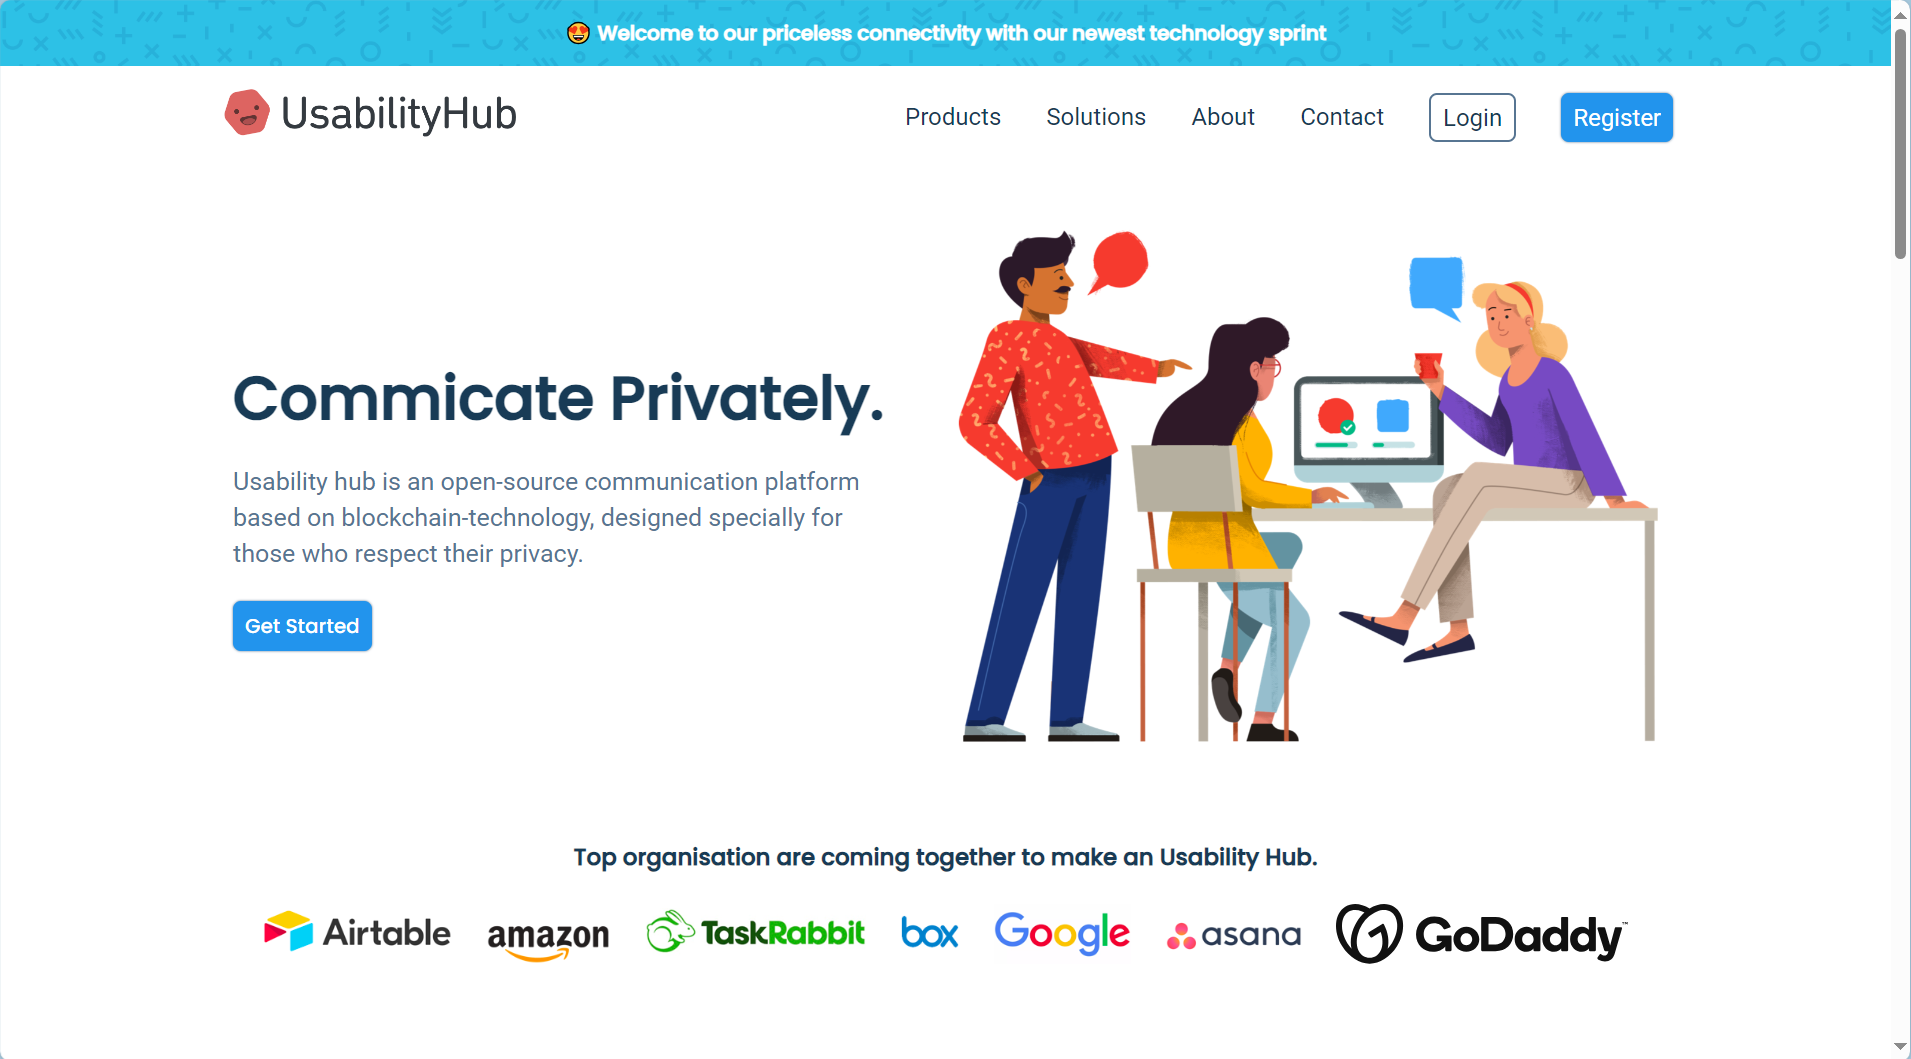 😍 Welcome to our priceless connectivity with our newest technology sprint
UsabilityHub
Products
Solutions
About
Contact
Login
Register
Commicate Privately.
Usability hub is an open-source communication platform
based on blockchain-technology, designed specially for
those who respect their privacy.
Get Started
Top organisation are coming together to make an Usability Hub.
Airtable
amazon
TaskRabbit
box
Google
asana
GoDaddy™